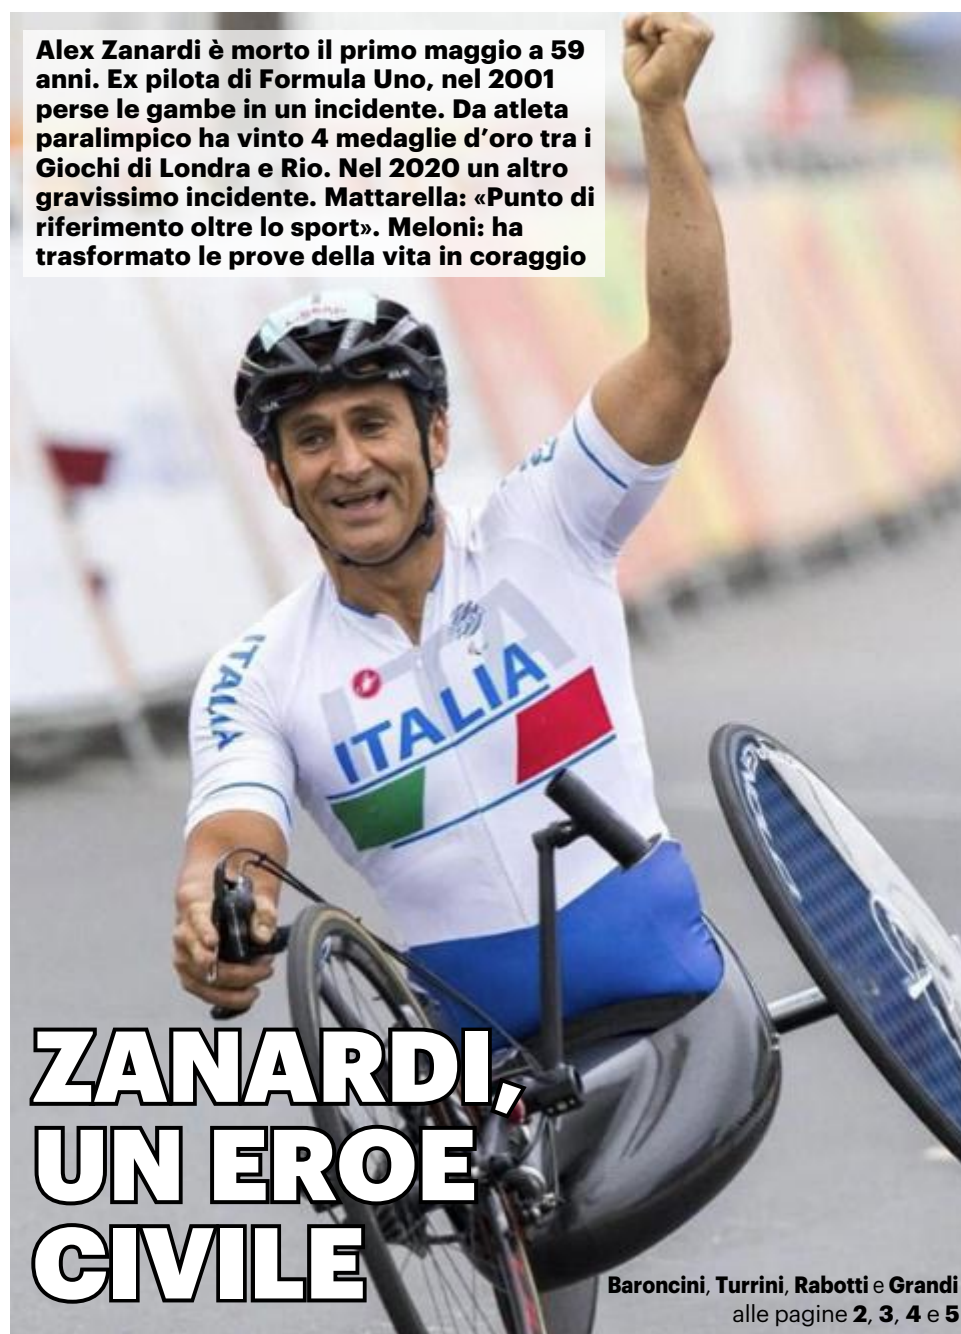 Alex Zanardi è morto il primo maggio a 59
anni. Ex pilota di Formula Uno, nel 2001
perse le gambe in un incidente. Da atleta
paralimpico ha vinto 4 medaglie d’oro tra i
Giochi di Londra e Rio. Nel 2020 un altro
gravissimo incidente. Mattarella: «Punto di
riferimento oltre lo sport». Meloni: ha
trasformato le prove della vita in coraggio
ITALIA
ITA
ITALIA
ZANARDI,
UN EROE
CIVILE
Baroncini, Turrini, Rabotti e Grandi
alle pagine 2, 3, 4 e 5